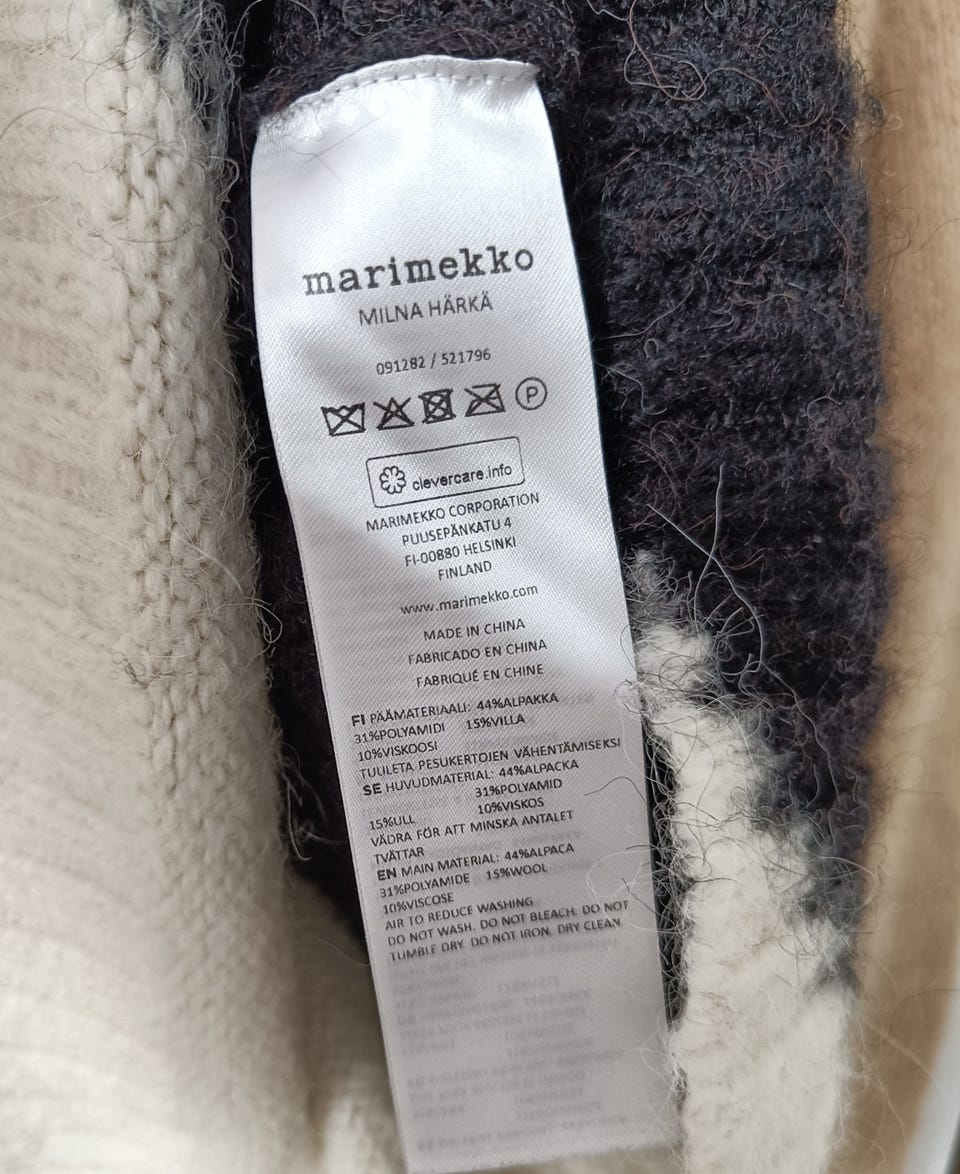 marimekko
MILNA HÄRKÄ
091282 / 521796
P
clevercare.info
MARIMEKKO CORPORATION
PUUSEPÄNKATU 4
FI-00880 HELSINKI
FINLAND
www.marimekko.com
MADE IN CHINA
FABRICADO EN CHINA
FABRIQUÉ EN CHINE
FI PÄÄMATERIAALI: 44%ALPAKKA
31%POLYAMIDI 15%VILLA
10%VISKOOSI
TUULETA PESUKERTOJEN VÄHENTÄMISEKSI
SE HUVUDMATERIAL: 44%ALPACKA
31%POLYAMID
15%ULL 10%VISKOS
VÄDRA FÖR ATT MINSKA ANTALET
TVÄTTAR
EN MAIN MATERIAL: 44%ALPACA
31%POLYAMIDE 15%WOOL
10%VISCOSE
AIR TO REDUCE WASHING
DO NOT WASH. DO NOT BLEACH. DO NOT
TUMBLE DRY. DO NOT IRON. DRY CLEAN